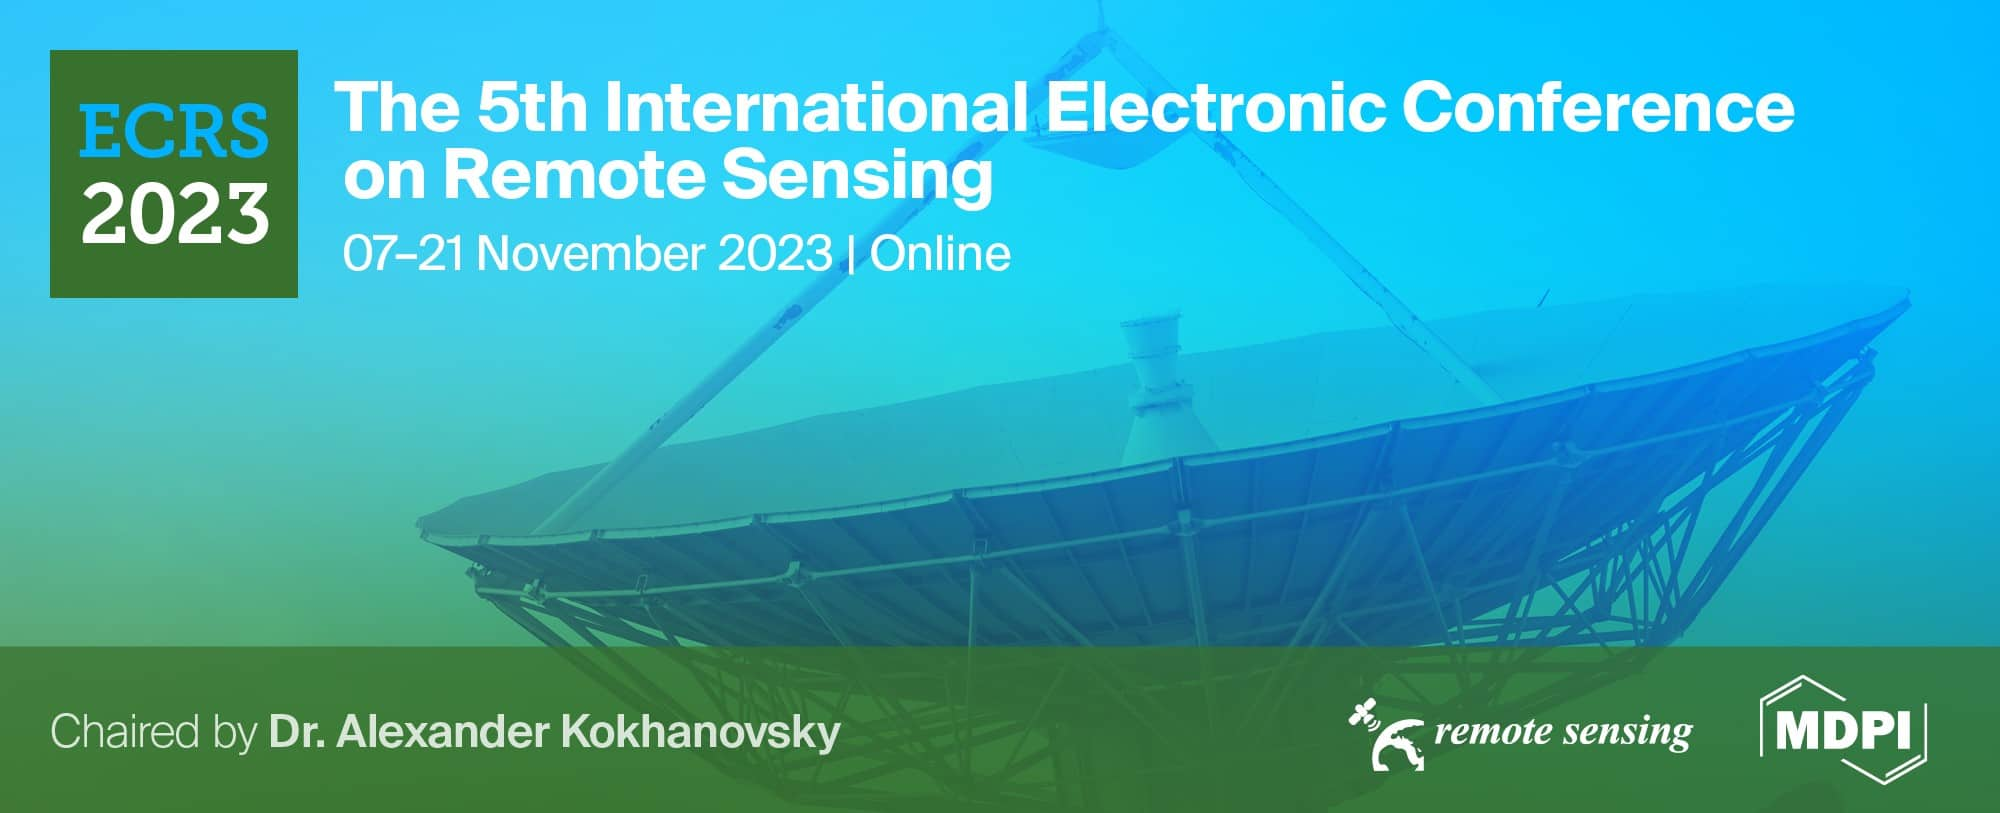 ECRS
2023
The 5th International Electronic Conference
on Remote Sensing
07–21 November 2023 | Online
Chaired by Dr. Alexander Kokhanovsky
remote sensing
MDPI